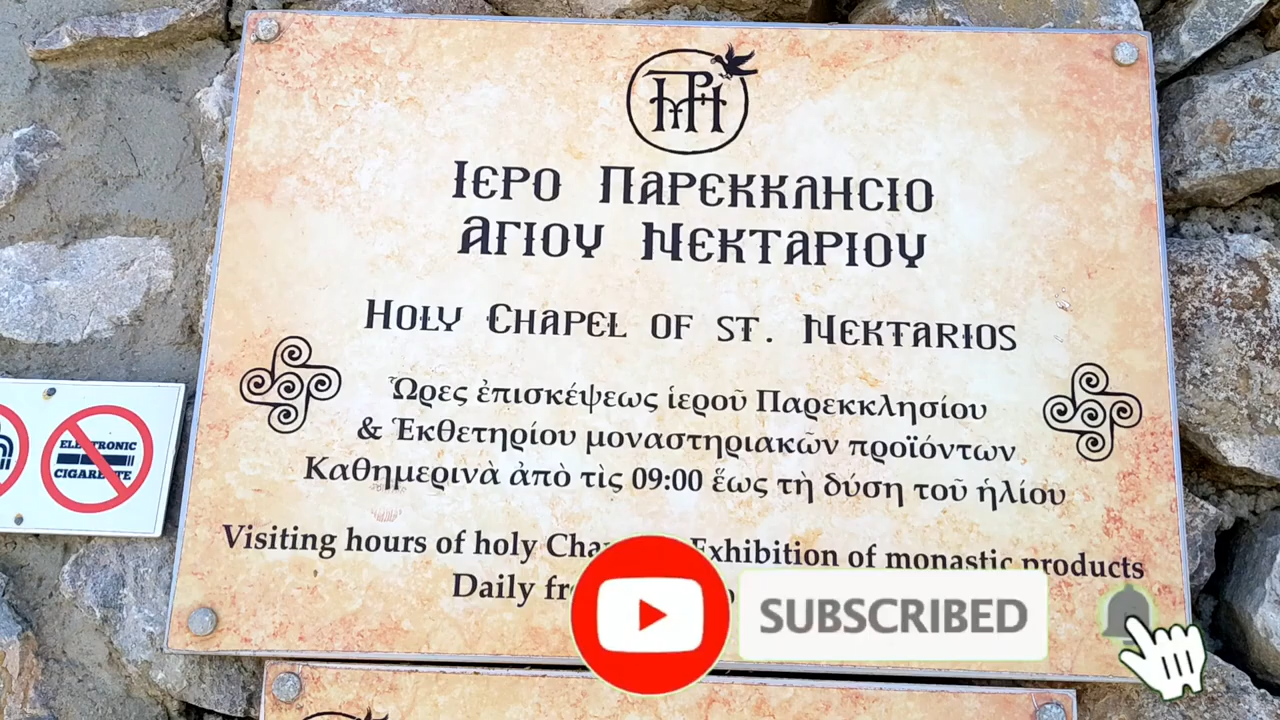 Ιερο Παρεκκλησιο
Αγιου Νεκταριου
Holy Chapel of St. Nektarios
Ὧρες ἐπισκέψεως ἱεροῦ Παρεκκλησίου
& Ἐκθετηρίου μοναστηριακῶν προϊόντων
Καθημερινὰ ἀπὸ τὶς 09:00 ἕως τὴ δύση τοῦ ἡλίου
Visiting hours of holy Exhibition of monastic products
Daily
ELECTRONIC
CIGARETTE
SUBSCRIBED